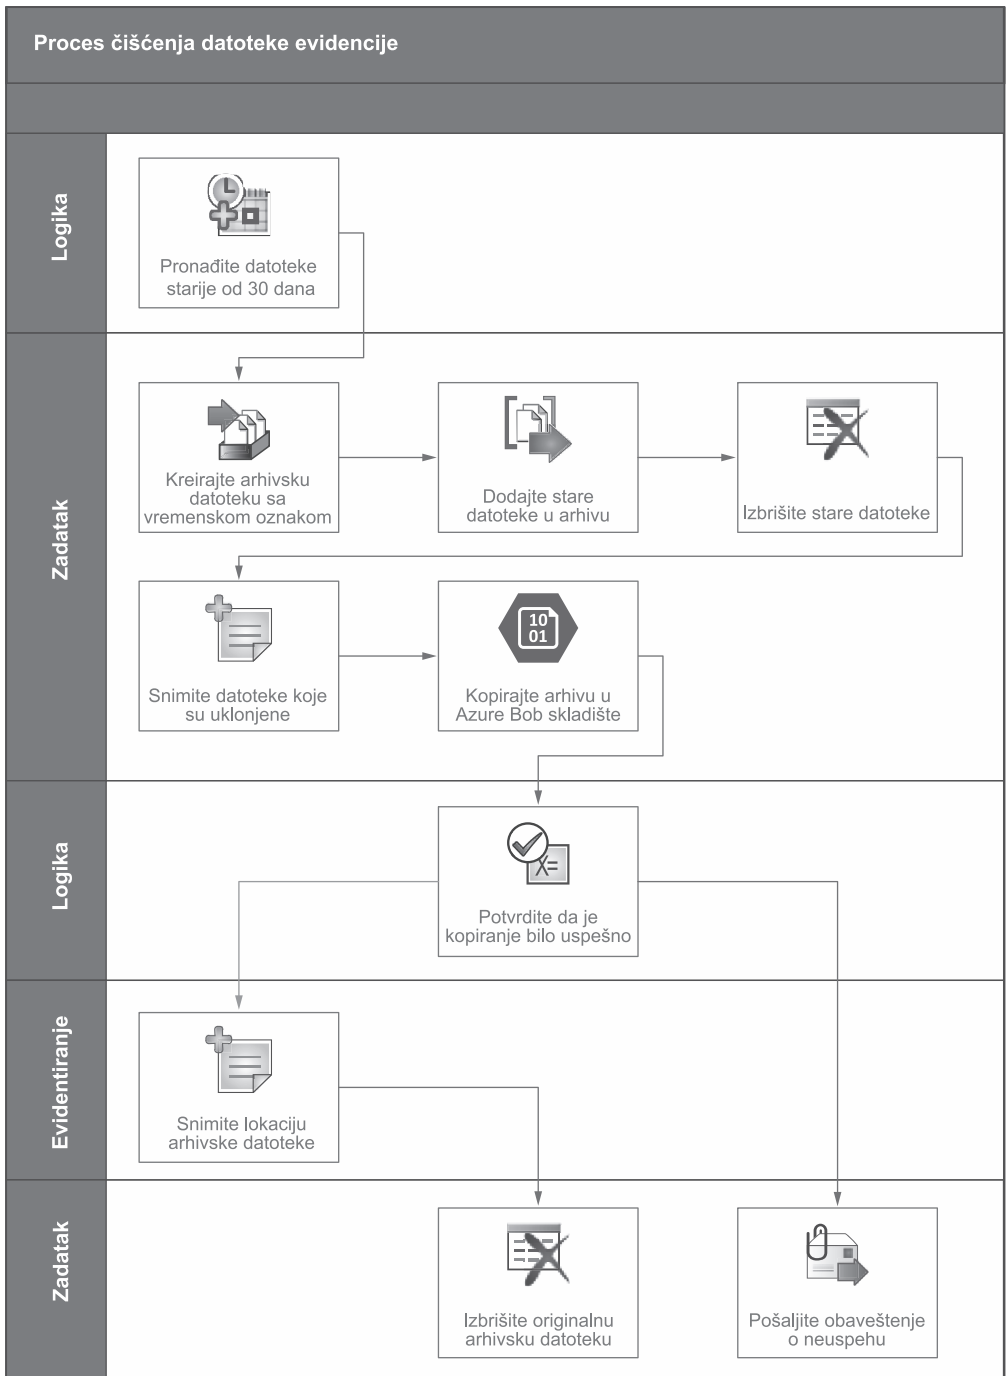 Proces čišćenja datoteke evidencije
Logika
Pronađite datoteke
starije od 30 dana
Zadatak
Kreirajte arhivsku
datoteku sa
vremenskom oznakom
Dodajte stare
datoteke u arhivu
Izbrišite stare datoteke
Snimite datoteke koje
su uklonjene
10
01
Kopirajte arhivu u
Azure Bob skladište
Logika
X=
Potvrdite da je
kopiranje bilo uspešno
Evidentiranje
Snimite lokaciju
arhivske datoteke
Zadatak
Izbrišite originalnu
arhivsku datoteku
Pošaljite obaveštenje
o neuspehu